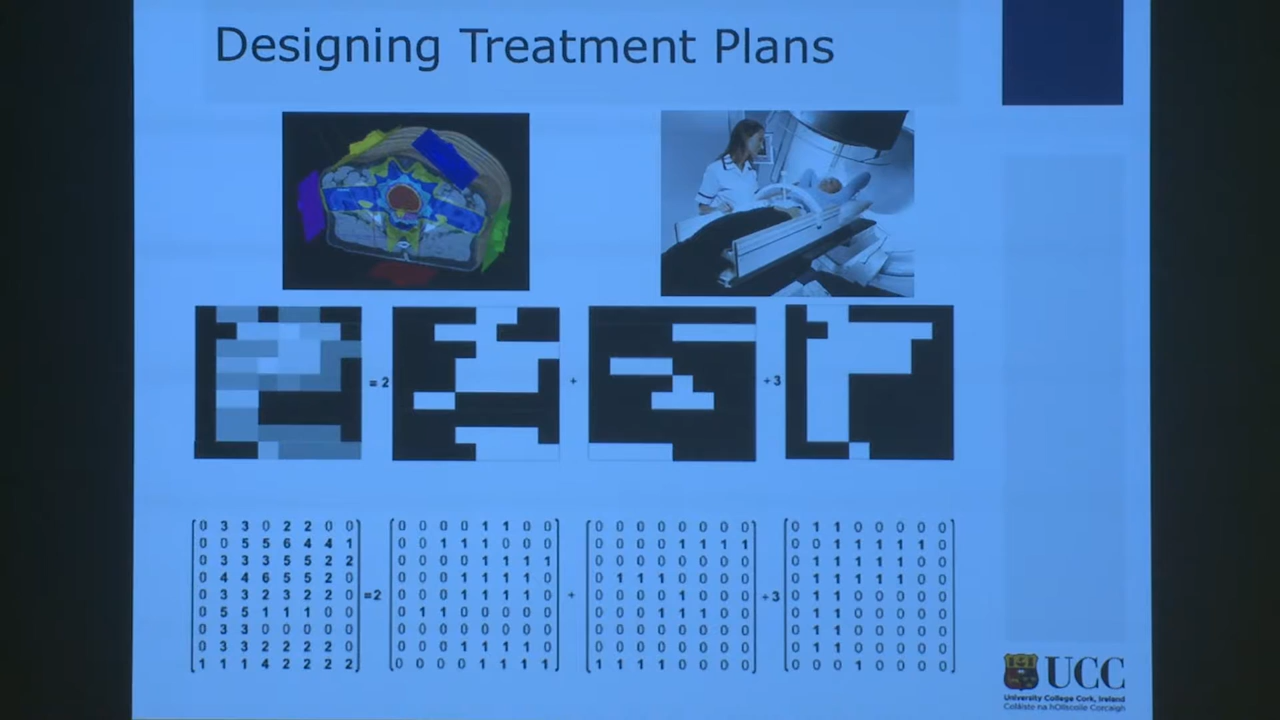 Designing Treatment Plans
= 2 + +3
0 3 3 0 2 2 0 0 0 0 0 0 1 1 0 0 0 0 0 0 0 0 0 0 0 1 1 0 0 0 0 0
0 0 5 5 6 4 4 1 0 0 1 1 1 0 0 0 0 0 0 0 1 1 1 1 0 0 1 1 1 1 1 0
0 3 3 3 5 5 2 2 0 0 0 0 1 1 1 1 0 0 0 0 0 0 0 0 0 1 1 1 1 1 0 0
0 4 4 6 5 5 2 0 0 0 0 1 1 1 1 0 0 1 1 1 0 0 0 0 0 1 1 1 1 1 0 0
0 3 3 2 3 2 2 0 =2 0 0 0 1 1 1 1 0 + 0 0 0 0 1 0 0 0 +3 0 1 1 0 0 0 0 0
0 5 5 1 1 1 0 0 0 1 1 0 0 0 0 0 0 0 0 1 1 1 0 0 0 1 1 0 0 0 0 0
0 3 3 0 0 0 0 0 0 0 0 0 0 0 0 0 0 0 0 0 0 0 0 0 0 1 1 0 0 0 0 0
0 3 3 2 2 2 2 0 0 0 0 1 1 1 1 0 0 0 0 0 0 0 0 0 0 1 1 0 0 0 0 0
1 1 1 4 2 2 2 2 0 0 0 0 1 1 1 1 1 1 1 1 0 0 0 0 0 0 0 1 0 0 0 0
UCC
University College Cork, Ireland
Coláiste na hOllscoile Corcaigh